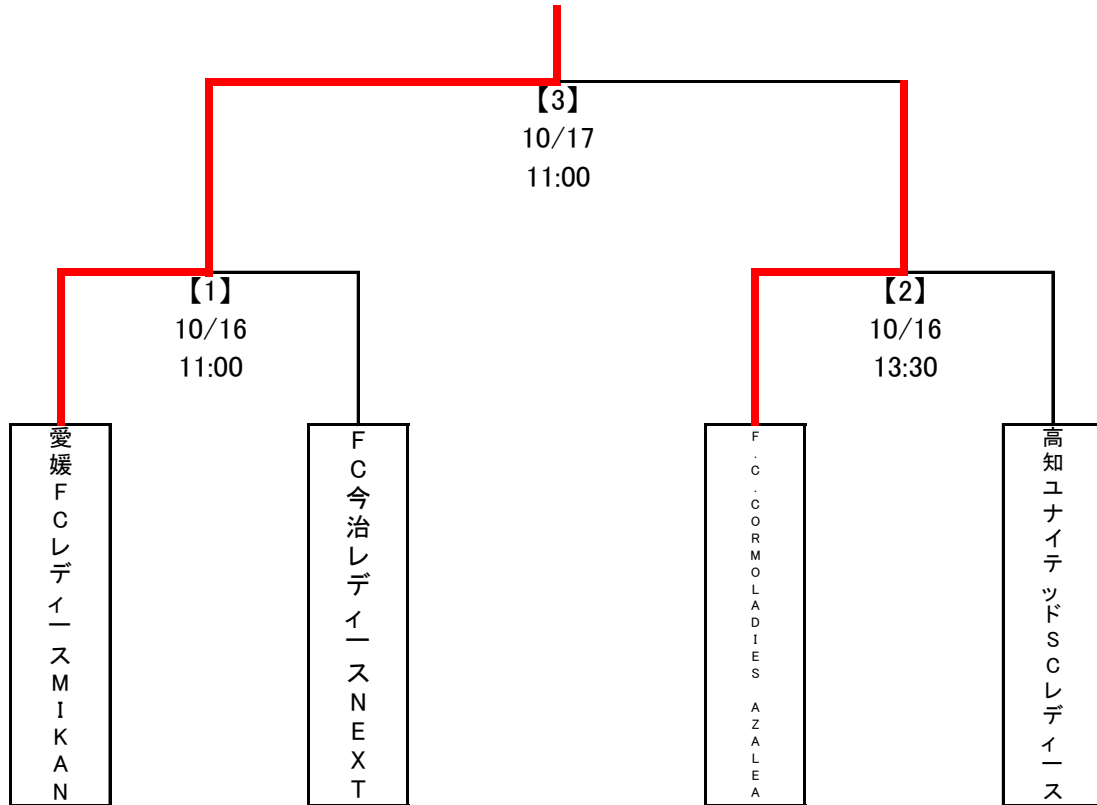 【3】
10/17
11:00
【1】
10/16
11:00
【2】
10/16
13:30
愛媛FCレディースMIKAN
FC今治レディースNEXT
F.C.CORMOLADIES AZALEA
高知ユナイテッドSCレディース